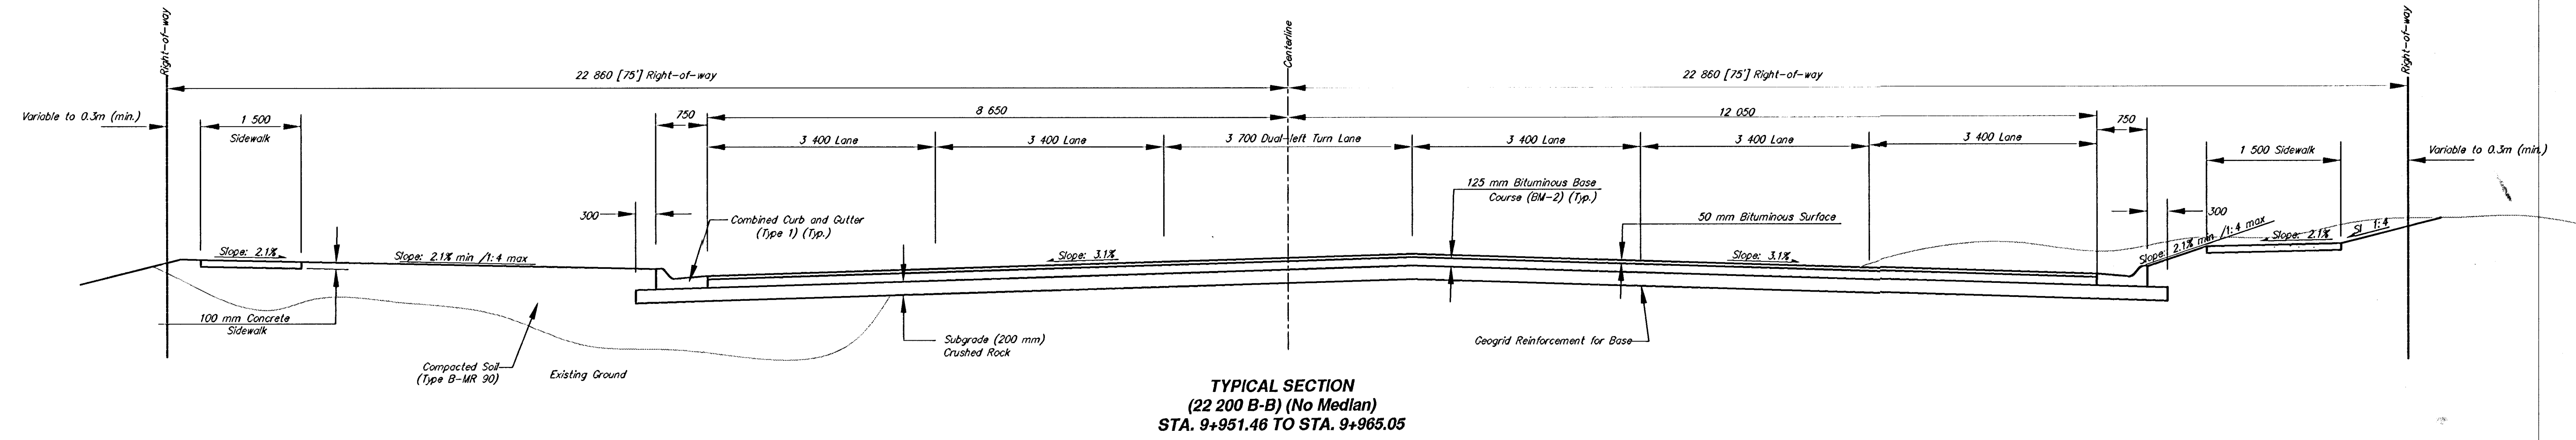 Right-of-way
Centerline
Right-of-way
22 860 [75'] Right-of-way
22 860 [75'] Right-of-way
Variable to 0.3m (min.)
1 500
Sidewalk
750
8 650
12 050
750
3 400 Lane
3 400 Lane
3 700 Dual-left Turn Lane
3 400 Lane
3 400 Lane
3 400 Lane
1 500 Sidewalk
Variable to 0.3m (min.)
300
Combined Curb and Gutter
(Type 1) (Typ.)
125 mm Bituminous Base
Course (BM-2) (Typ.)
50 mm Bituminous Surface
300
Slope: 2.1%
Slope: 2.1% min /1:4 max
Slope: 3.1%
Slope: 3.1%
Slope: 2.1% min /1:4 max
Slope: 2.1%
Sl 1:4
100 mm Concrete
Sidewalk
Compacted Soil
(Type B-MR 90)
Existing Ground
Subgrade (200 mm)
Crushed Rock
Geogrid Reinforcement for Base
TYPICAL SECTION
(22 200 B-B) (No Median)
STA. 9+951.46 TO STA. 9+965.05